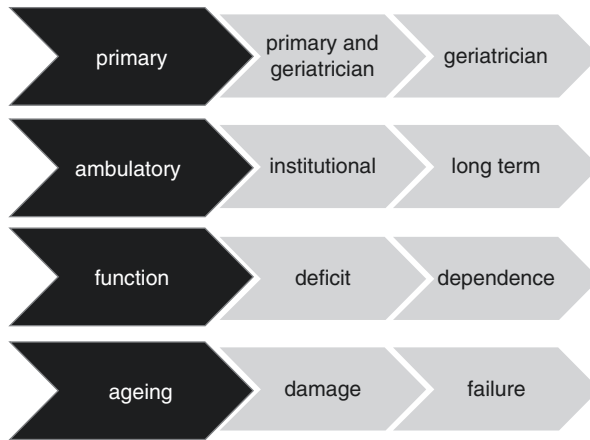 primary
primary and
geriatrician
geriatrician
ambulatory
institutional
long term
function
deficit
dependence
ageing
damage
failure